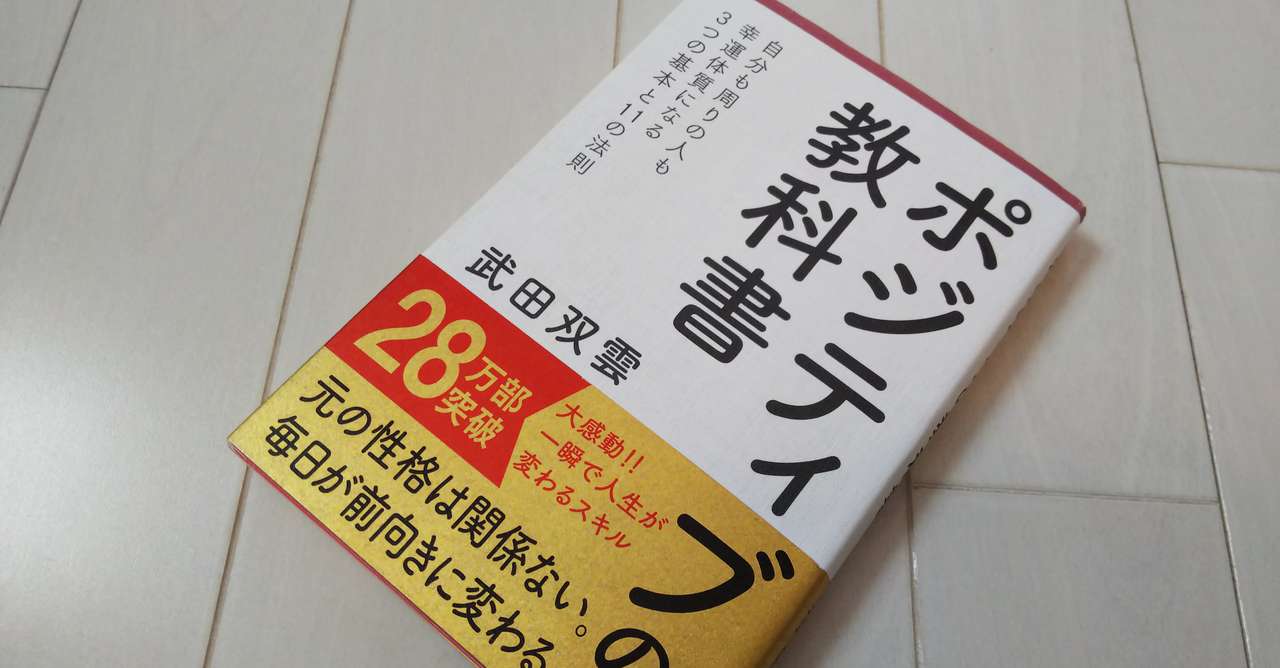 ポジティブの
教科書
自分も周りの人も
幸運体質になる
3つの基本と11の法則
武田双雲
28万部
突破
大感動!!
一瞬で人生が
変わるスキル
元の性格は関係ない。
毎日が前向きに変わる